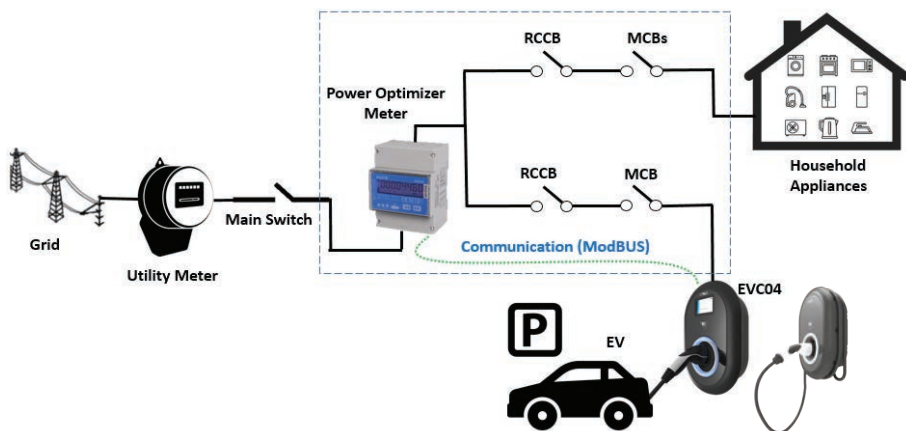 RCCB
MCBs
Power Optimizer
Meter
Household
Appliances
RCCB
MCB
Main Switch
Grid
Communication (ModBUS)
Utility Meter
EVC04
P
EV